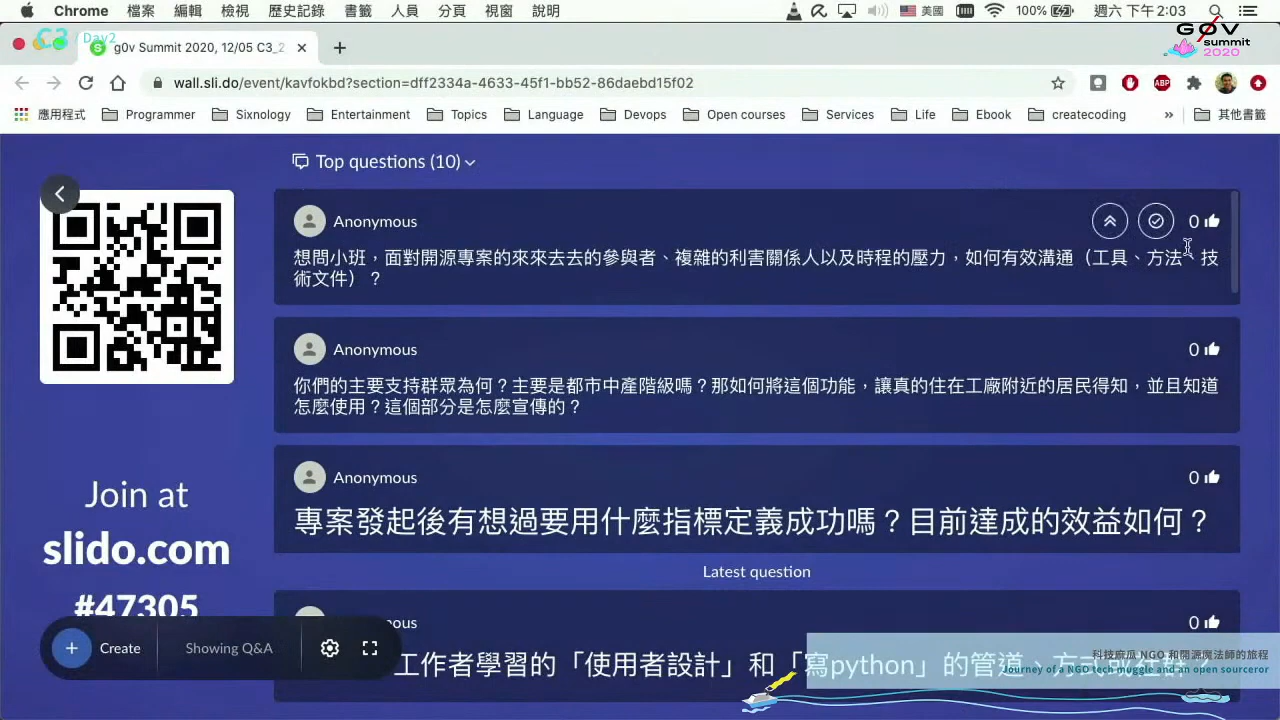 Chrome 檔案 編輯 檢視 歷史記錄 書籤 人員 分頁 視窗 說明 美國 100% 週六 下午2:03
C3 / Day2
g0v Summit 2020, 12/05 C3_2
G0V summit 2020
wall.sli.do/event/kavfokbd?section=dff2334a-4633-45f1-bb52-86daebd15f02
ABP
應用程式 Programmer Sixnology Entertainment Topics Language Devops Open courses Services Life Ebook createcoding » 其他書籤
Top questions (10)
Anonymous 0
想問小班，面對開源專案的來來去去的參與者、複雜的利害關係人以及時程的壓力，如何有效溝通（工具、方法、技
術文件）？
Anonymous 0
你們的主要支持群眾為何？主要是都市中產階級嗎？那如何將這個功能，讓真的住在工廠附近的居民得知，並且知道
怎麼使用？這個部分是怎麼宣傳的？
Anonymous 0
專案發起後有想過要用什麼指標定義成功嗎？目前達成的效益如何？
Latest question
ous 0
工作者學習的「使用者設計」和「寫python」的管道、方
Join at
slido.com
#47305
Create Showing Q&A
科技麻瓜 NGO 和開源魔法師的旅程
Journey of a NGO tech muggle and an open sourceror